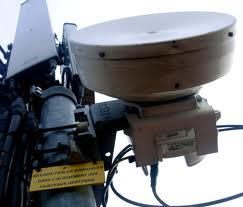 INTERDICTION DE STATIONNER
DANS L'ALIGNEMENT DES
FAISCEAUX HERTZIENS